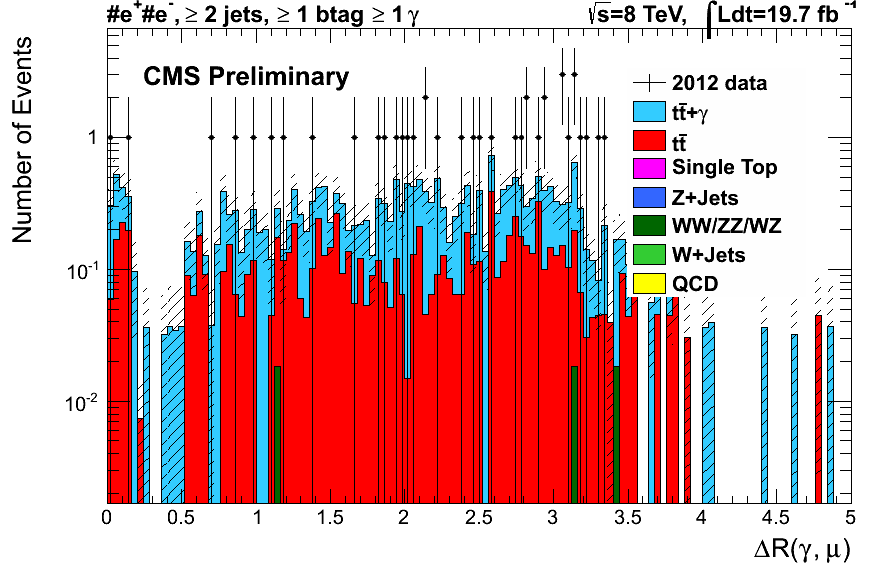 #e⁺#e⁻, ≥ 2 jets, ≥ 1 btag ≥ 1 γ
√s=8 TeV, ∫Ldt=19.7 fb⁻¹
CMS Preliminary
Number of Events
2012 data
tt̄+γ
tt̄
Single Top
Z+Jets
WW/ZZ/WZ
W+Jets
QCD
1
10⁻¹
10⁻²
0 0.5 1 1.5 2 2.5 3 3.5 4 4.5 5
ΔR(γ, μ)